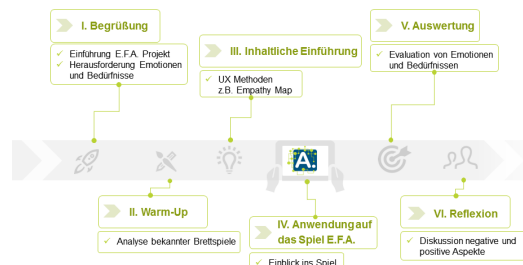 I. Begrüßung
✓ Einführung E.F.A. Projekt
✓ Herausforderung Emotionen
und Bedürfnisse
II. Warm-Up
✓ Analyse bekannter Brettspiele
III. Inhaltliche Einführung
✓ UX Methoden
z.B. Empathy Map
A.
IV. Anwendung auf
das Spiel E.F.A.
✓ Einblick ins Spiel
V. Auswertung
✓ Evaluation von Emotionen
und Bedürfnissen
VI. Reflexion
✓ Diskussion negative und
positive Aspekte